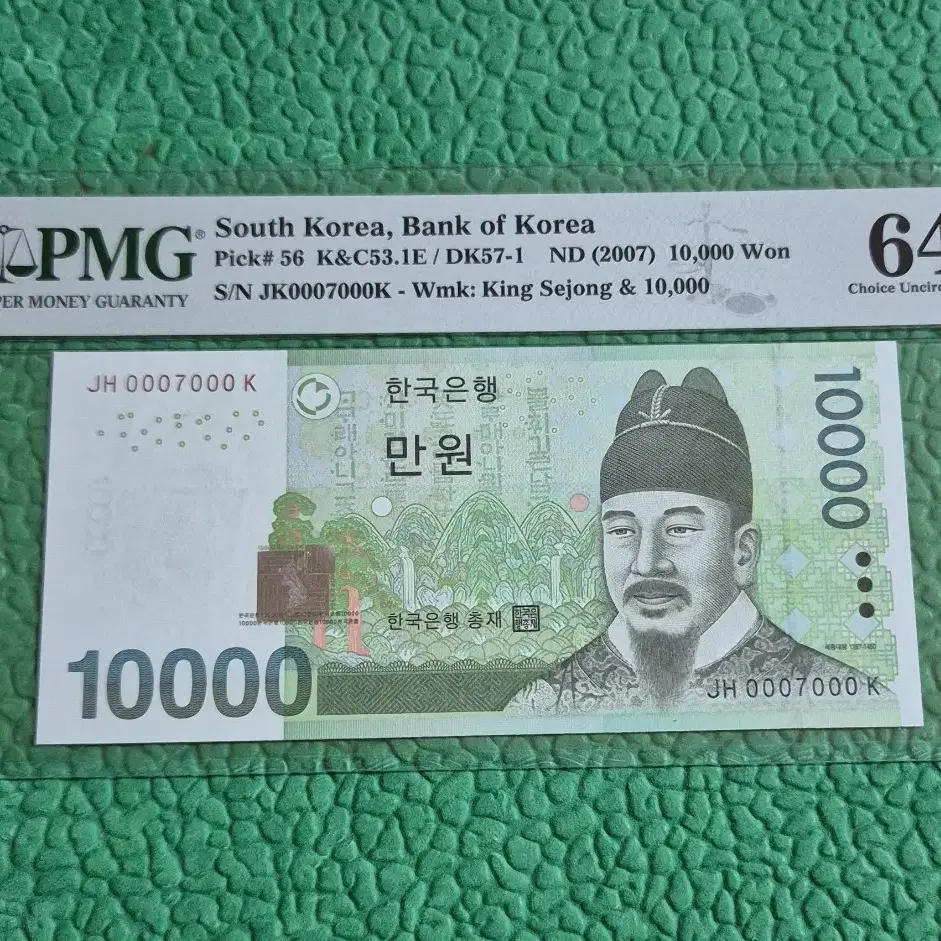 PMG®
PER MONEY GUARANTY
South Korea, Bank of Korea
Pick# 56 K&C53.1E / DK57-1 ND (2007) 10,000 Won
S/N JK0007000K - Wmk: King Sejong & 10,000
64
Choice Uncirc
JH 0007000 K
한국은행
만원
10000
한국은행 총재
10000
JH 0007000 K